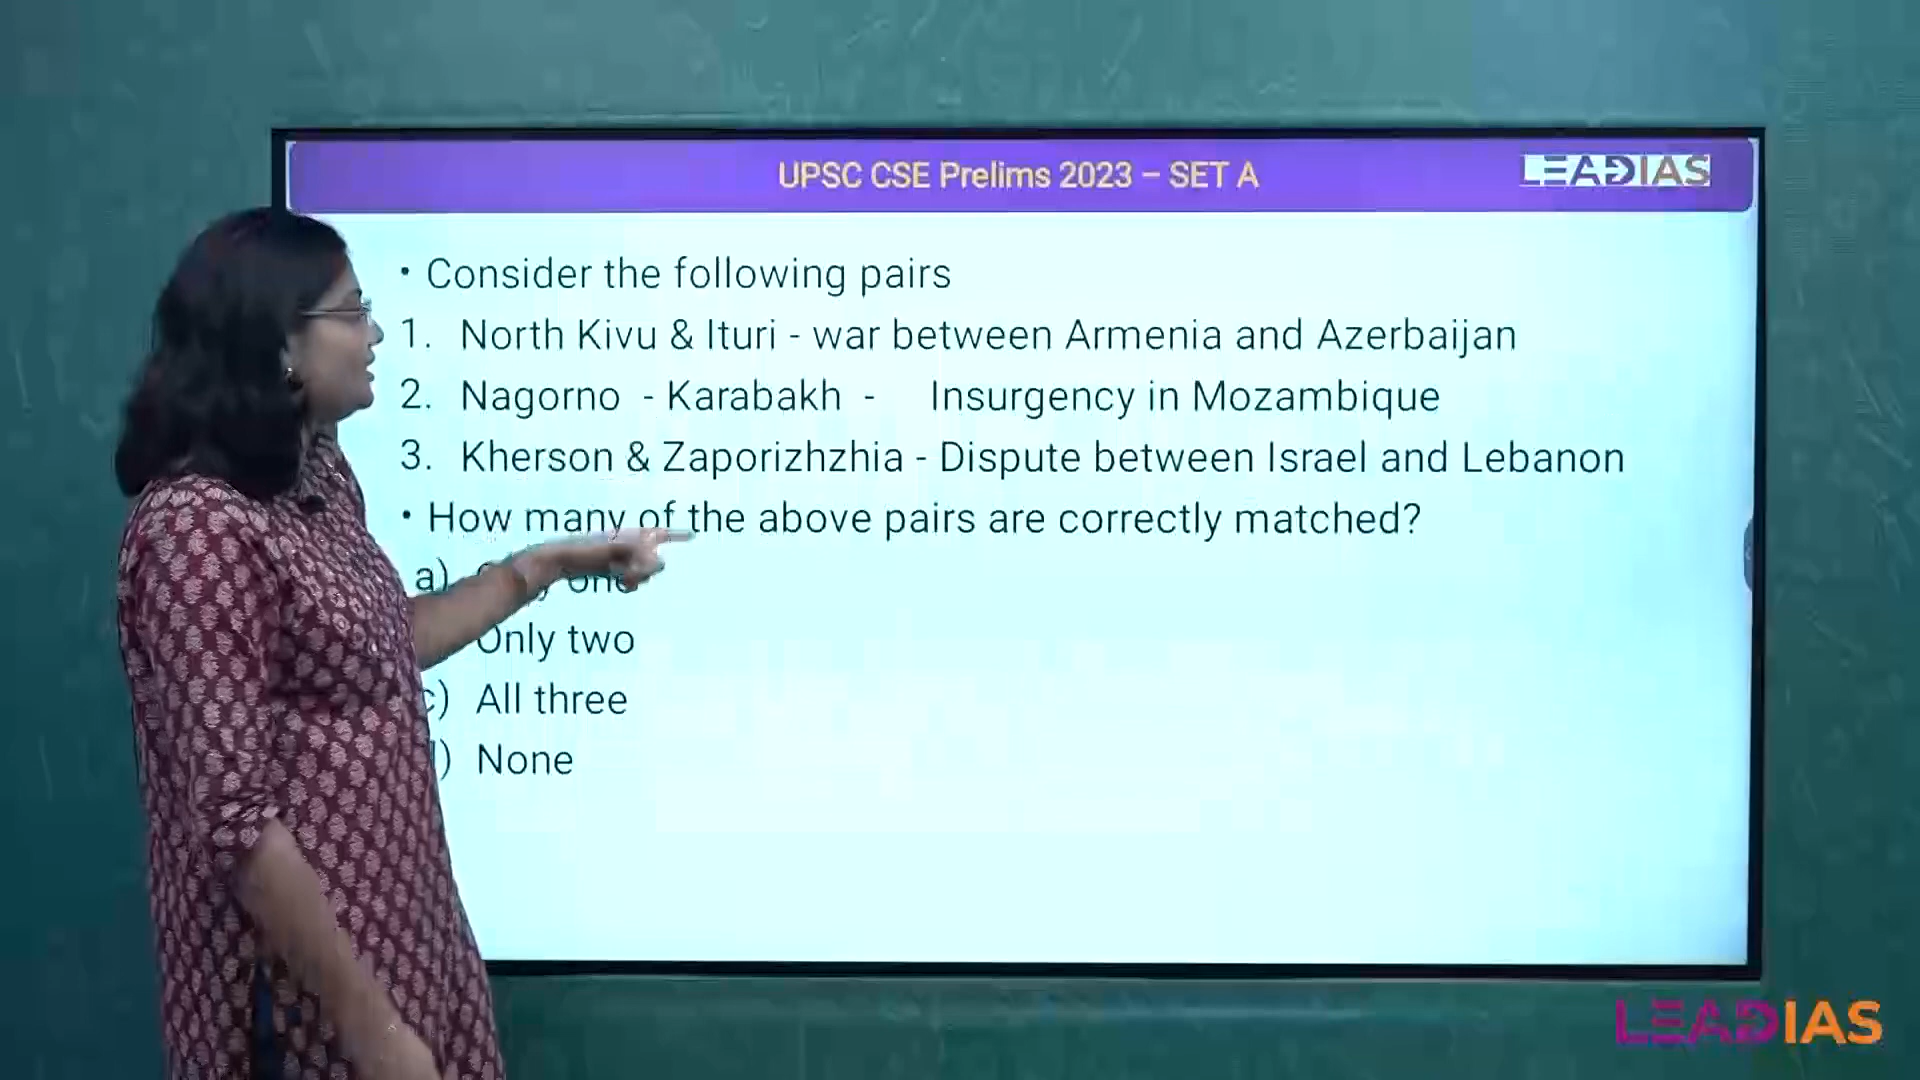 UPSC CSE Prelims 2023 – SET A
LEADIAS
• Consider the following pairs
1. North Kivu & Ituri - war between Armenia and Azerbaijan
2. Nagorno - Karabakh - Insurgency in Mozambique
3. Kherson & Zaporizhzhia - Dispute between Israel and Lebanon
• How many of the above pairs are correctly matched?
a) one
Only two
c) All three
) None
LEADIAS